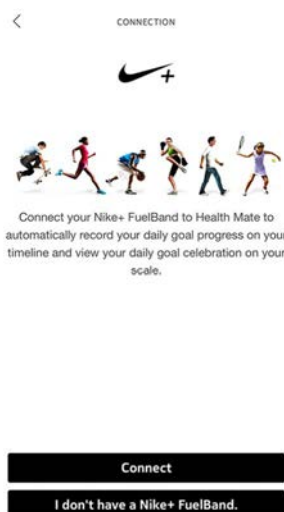 CONNECTION
+
Connect your Nike+ FuelBand to Health Mate to
automatically record your daily goal progress on your
timeline and view your daily goal celebration on your
scale.
Connect
I don't have a Nike+ FuelBand.